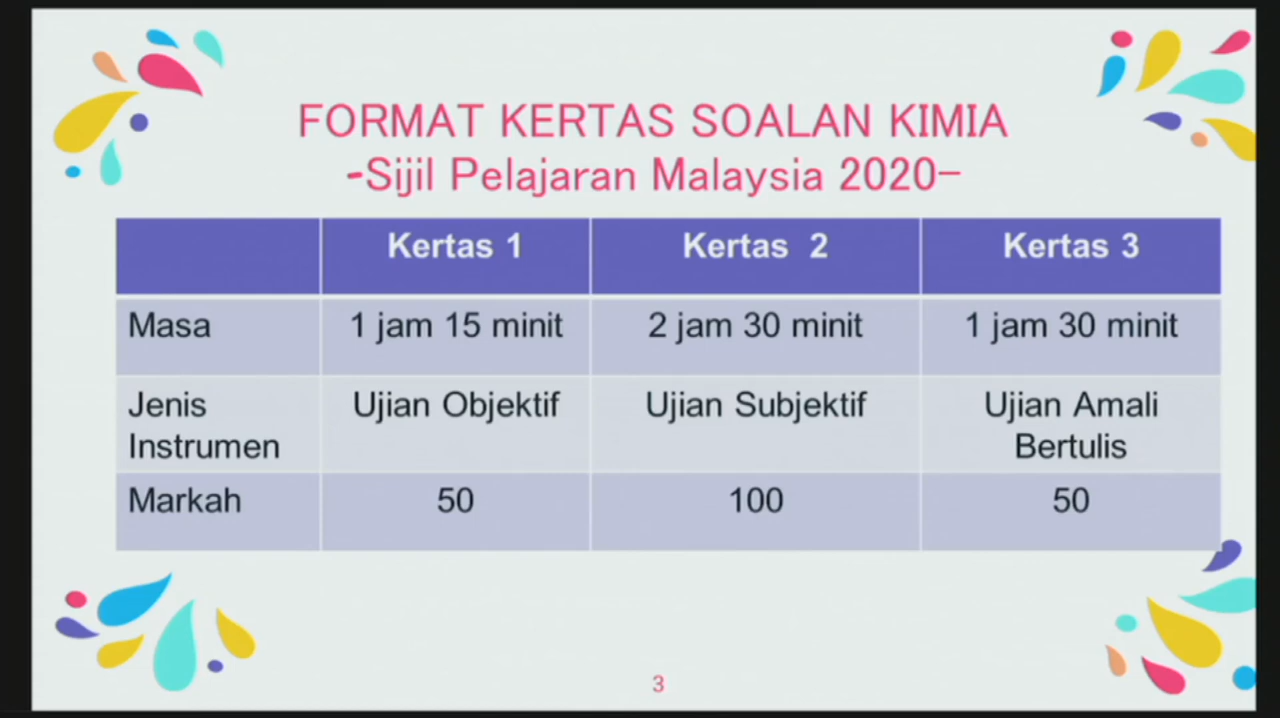 FORMAT KERTAS SOALAN KIMIA
-Sijil Pelajaran Malaysia 2020-
Kertas 1 Kertas 2 Kertas 3
Masa 1 jam 15 minit 2 jam 30 minit 1 jam 30 minit
Jenis Ujian Objektif Ujian Subjektif Ujian Amali
Instrumen Bertulis
Markah 50 100 50
3